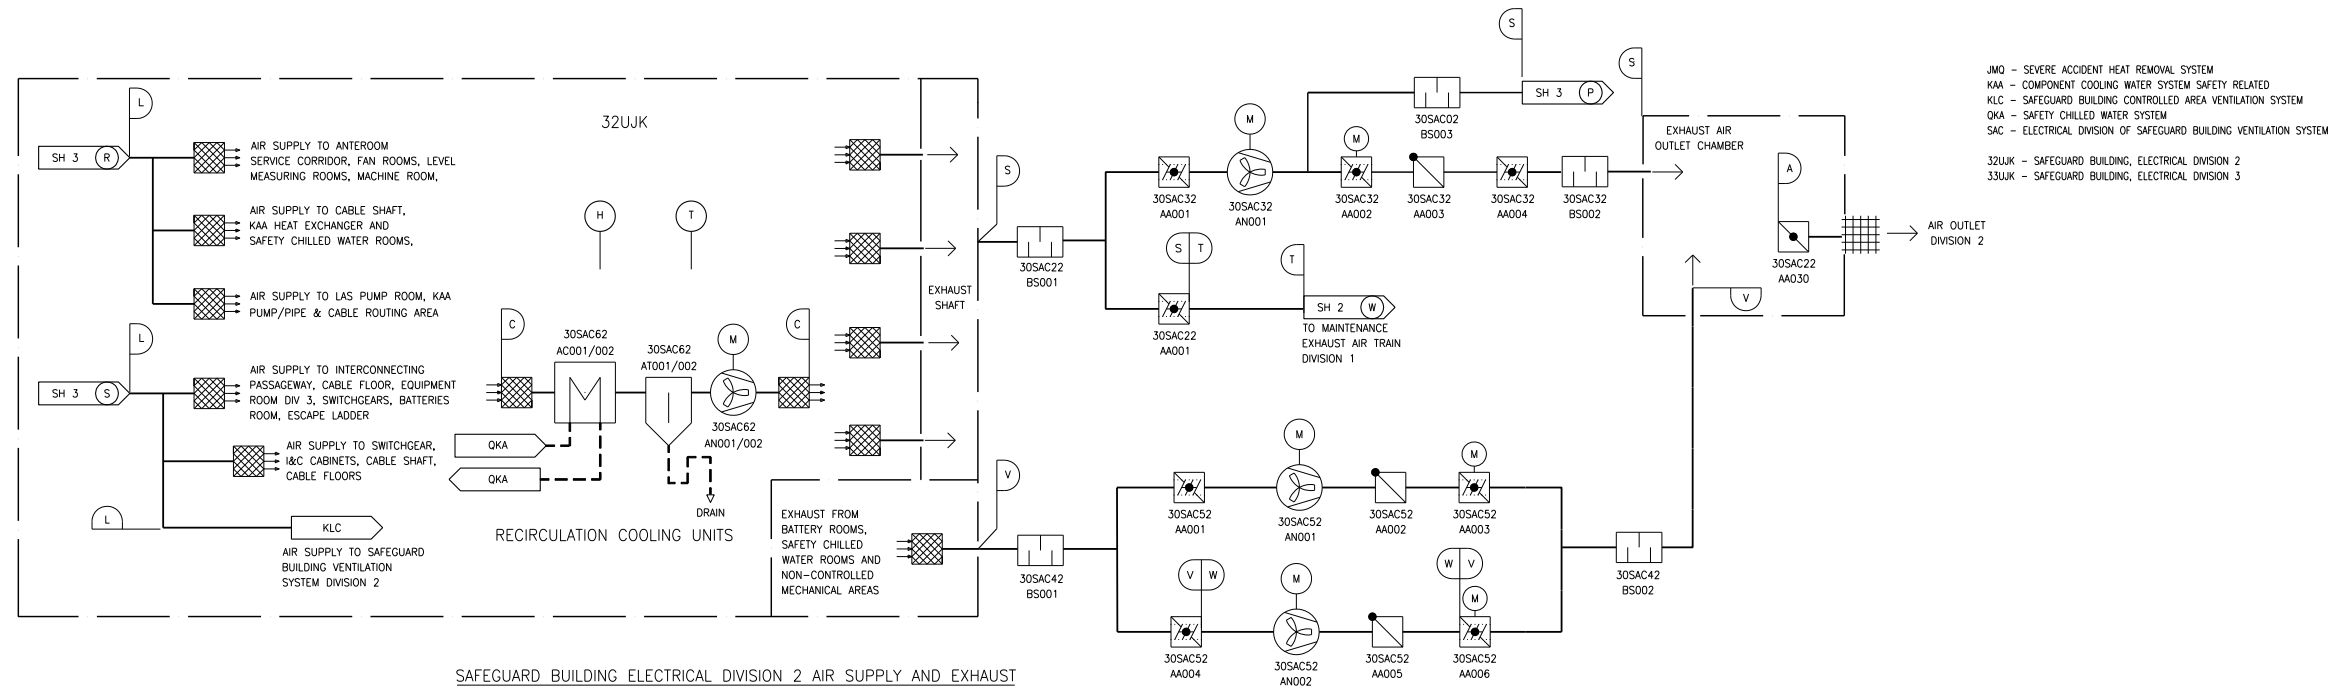 32UJK
L
SH 3 R
AIR SUPPLY TO ANTEROOM
SERVICE CORRIDOR, FAN ROOMS, LEVEL
MEASURING ROOMS, MACHINE ROOM,
AIR SUPPLY TO CABLE SHAFT,
KAA HEAT EXCHANGER AND
SAFETY CHILLED WATER ROOMS,
AIR SUPPLY TO LAS PUMP ROOM, KAA
PUMP/PIPE & CABLE ROUTING AREA
L
SH 3 S
AIR SUPPLY TO INTERCONNECTING
PASSAGEWAY, CABLE FLOOR, EQUIPMENT
ROOM DIV 3, SWITCHGEARS, BATTERIES
ROOM, ESCAPE LADDER
AIR SUPPLY TO SWITCHGEAR,
I&C CABINETS, CABLE SHAFT,
CABLE FLOORS
L
KLC
AIR SUPPLY TO SAFEGUARD
BUILDING VENTILATION
SYSTEM DIVISION 2
H
T
C
30SAC62
AC001/002
30SAC62
AT001/002
M
30SAC62
AN001/002
C
QKA
QKA
DRAIN
RECIRCULATION COOLING UNITS
EXHAUST
SHAFT
EXHAUST FROM
BATTERY ROOMS,
SAFETY CHILLED
WATER ROOMS AND
NON-CONTROLLED
MECHANICAL AREAS
S
30SAC22
BS001
30SAC32
AA001
M
30SAC32
AN001
30SAC02
BS003
S
SH 3 P
M
30SAC32
AA002
30SAC32
AA003
30SAC32
AA004
30SAC32
BS002
S T
30SAC22
AA001
T
SH 2 W
TO MAINTENANCE
EXHAUST AIR TRAIN
DIVISION 1
S
EXHAUST AIR
OUTLET CHAMBER
A
30SAC22
AA030
V
AIR OUTLET
DIVISION 2
V
30SAC42
BS001
30SAC52
AA001
M
30SAC52
AN001
30SAC52
AA002
M
30SAC52
AA003
V W
30SAC52
AA004
M
30SAC52
AN002
30SAC52
AA005
W V
M
30SAC52
AA006
30SAC42
BS002
JMQ - SEVERE ACCIDENT HEAT REMOVAL SYSTEM
KAA - COMPONENT COOLING WATER SYSTEM SAFETY RELATED
KLC - SAFEGUARD BUILDING CONTROLLED AREA VENTILATION SYSTEM
QKA - SAFETY CHILLED WATER SYSTEM
SAC - ELECTRICAL DIVISION OF SAFEGUARD BUILDING VENTILATION SYSTEM
32UJK - SAFEGUARD BUILDING, ELECTRICAL DIVISION 2
33UJK - SAFEGUARD BUILDING, ELECTRICAL DIVISION 3
SAFEGUARD BUILDING ELECTRICAL DIVISION 2 AIR SUPPLY AND EXHAUST